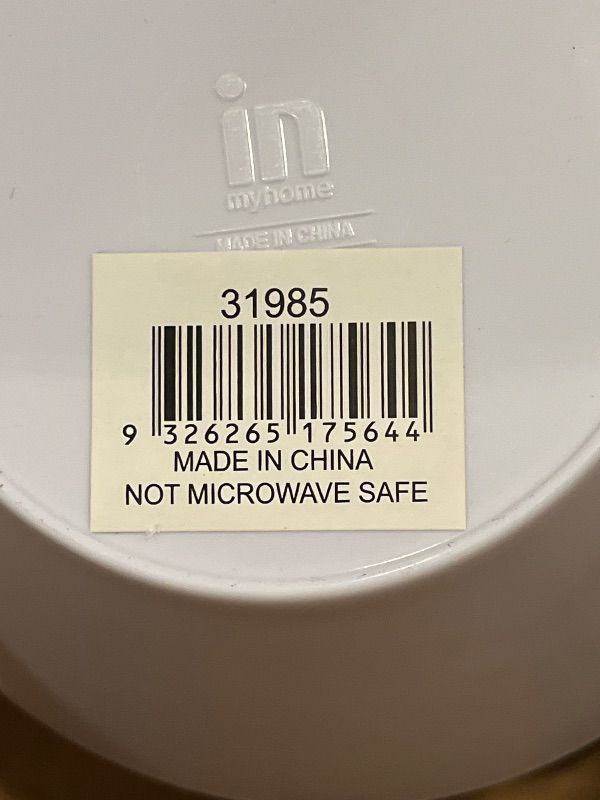 in
myhome
MADE IN CHINA
31985
9 326265 175644
MADE IN CHINA
NOT MICROWAVE SAFE